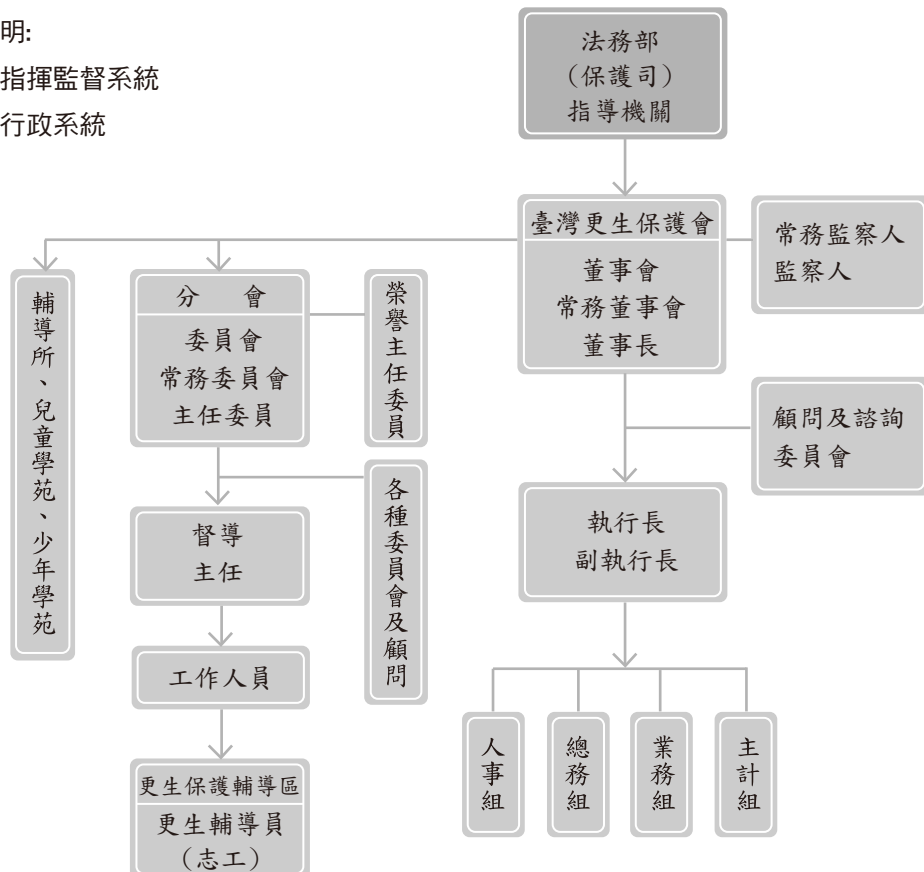 明:
指揮監督系統
行政系統
法務部
（保護司）
指導機關
臺灣更生保護會
董事會
常務董事會
董事長
常務監察人
監察人
輔導所、兒童學苑、少年學苑
分　會
委員會
常務委員會
主任委員
榮譽主任委員
顧問及諮詢
委員會
各種委員會及顧問
督導
主任
執行長
副執行長
工作人員
人事組
總務組
業務組
主計組
更生保護輔導區
更生輔導員
（志工）